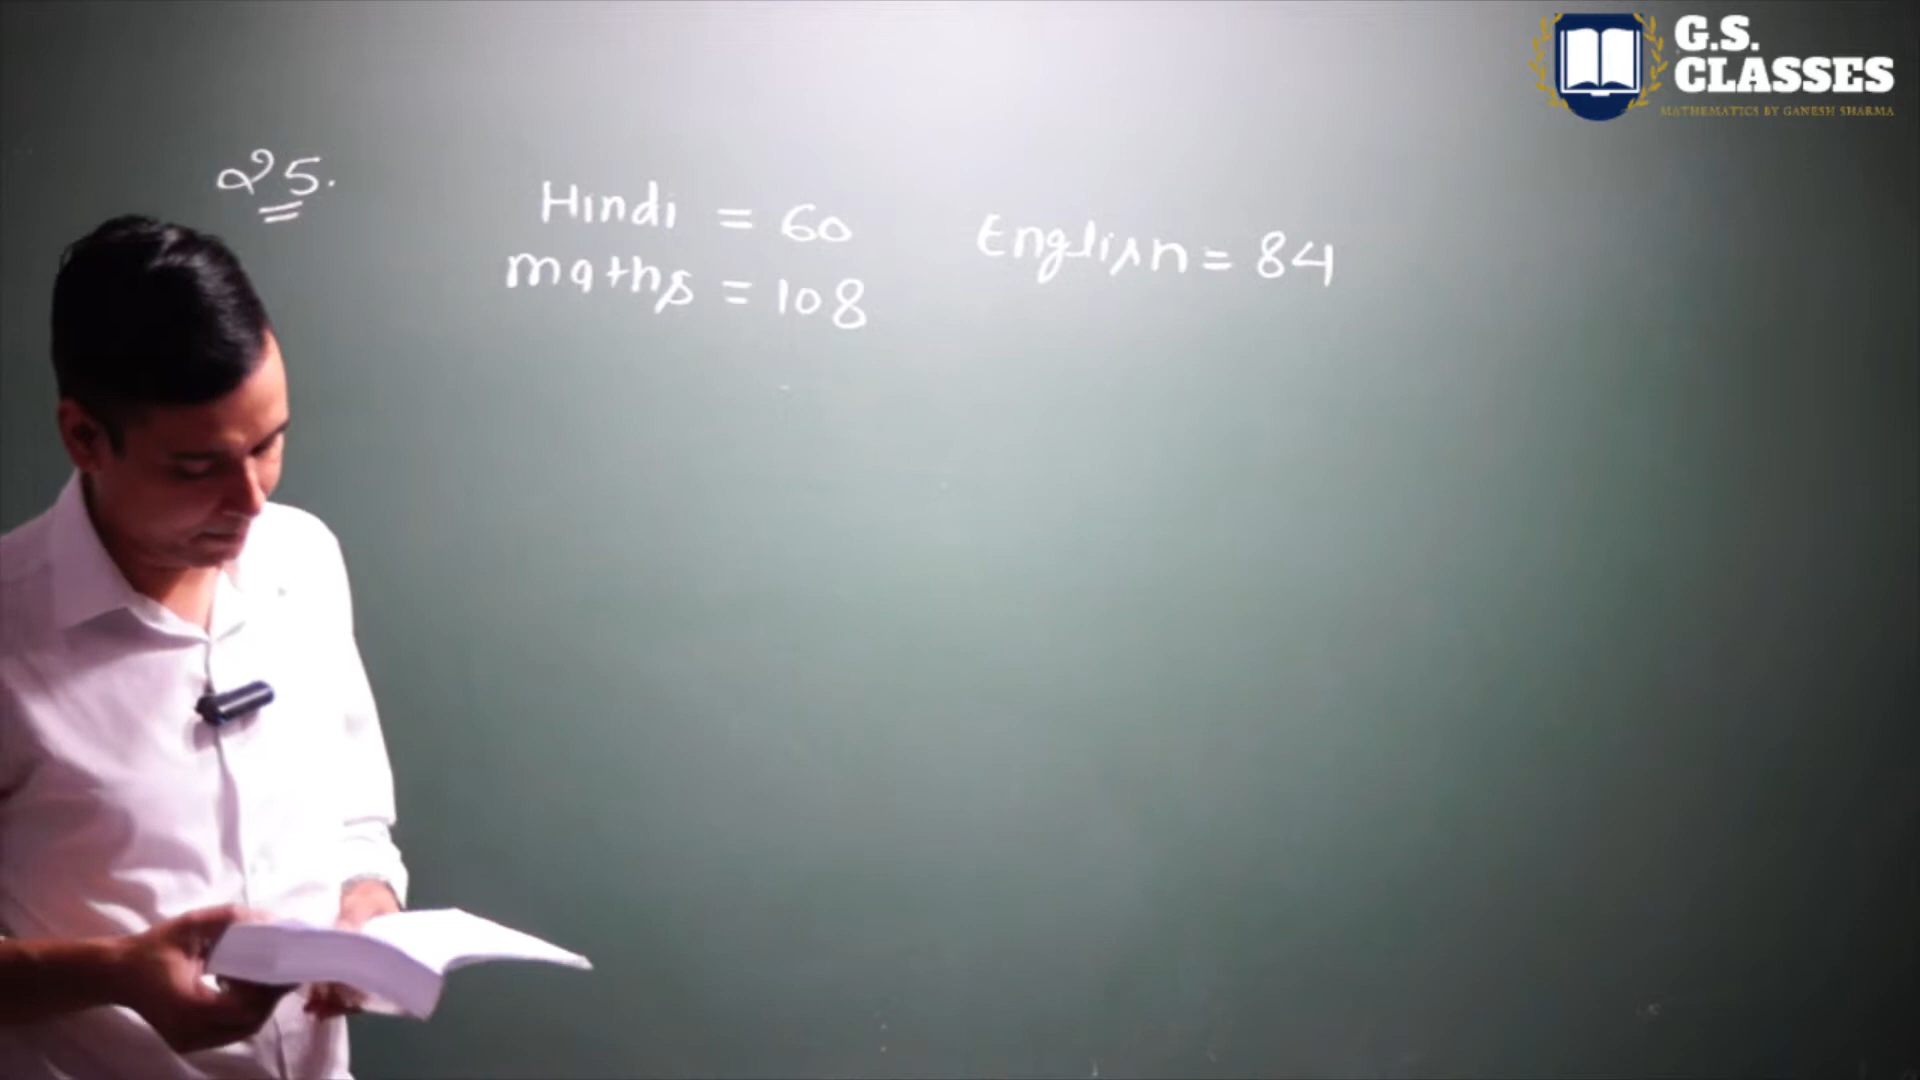 G.S.
CLASSES
MATHEMATICS BY GANESH SHARMA
25.
Hindi = 60
English = 84
maths = 108